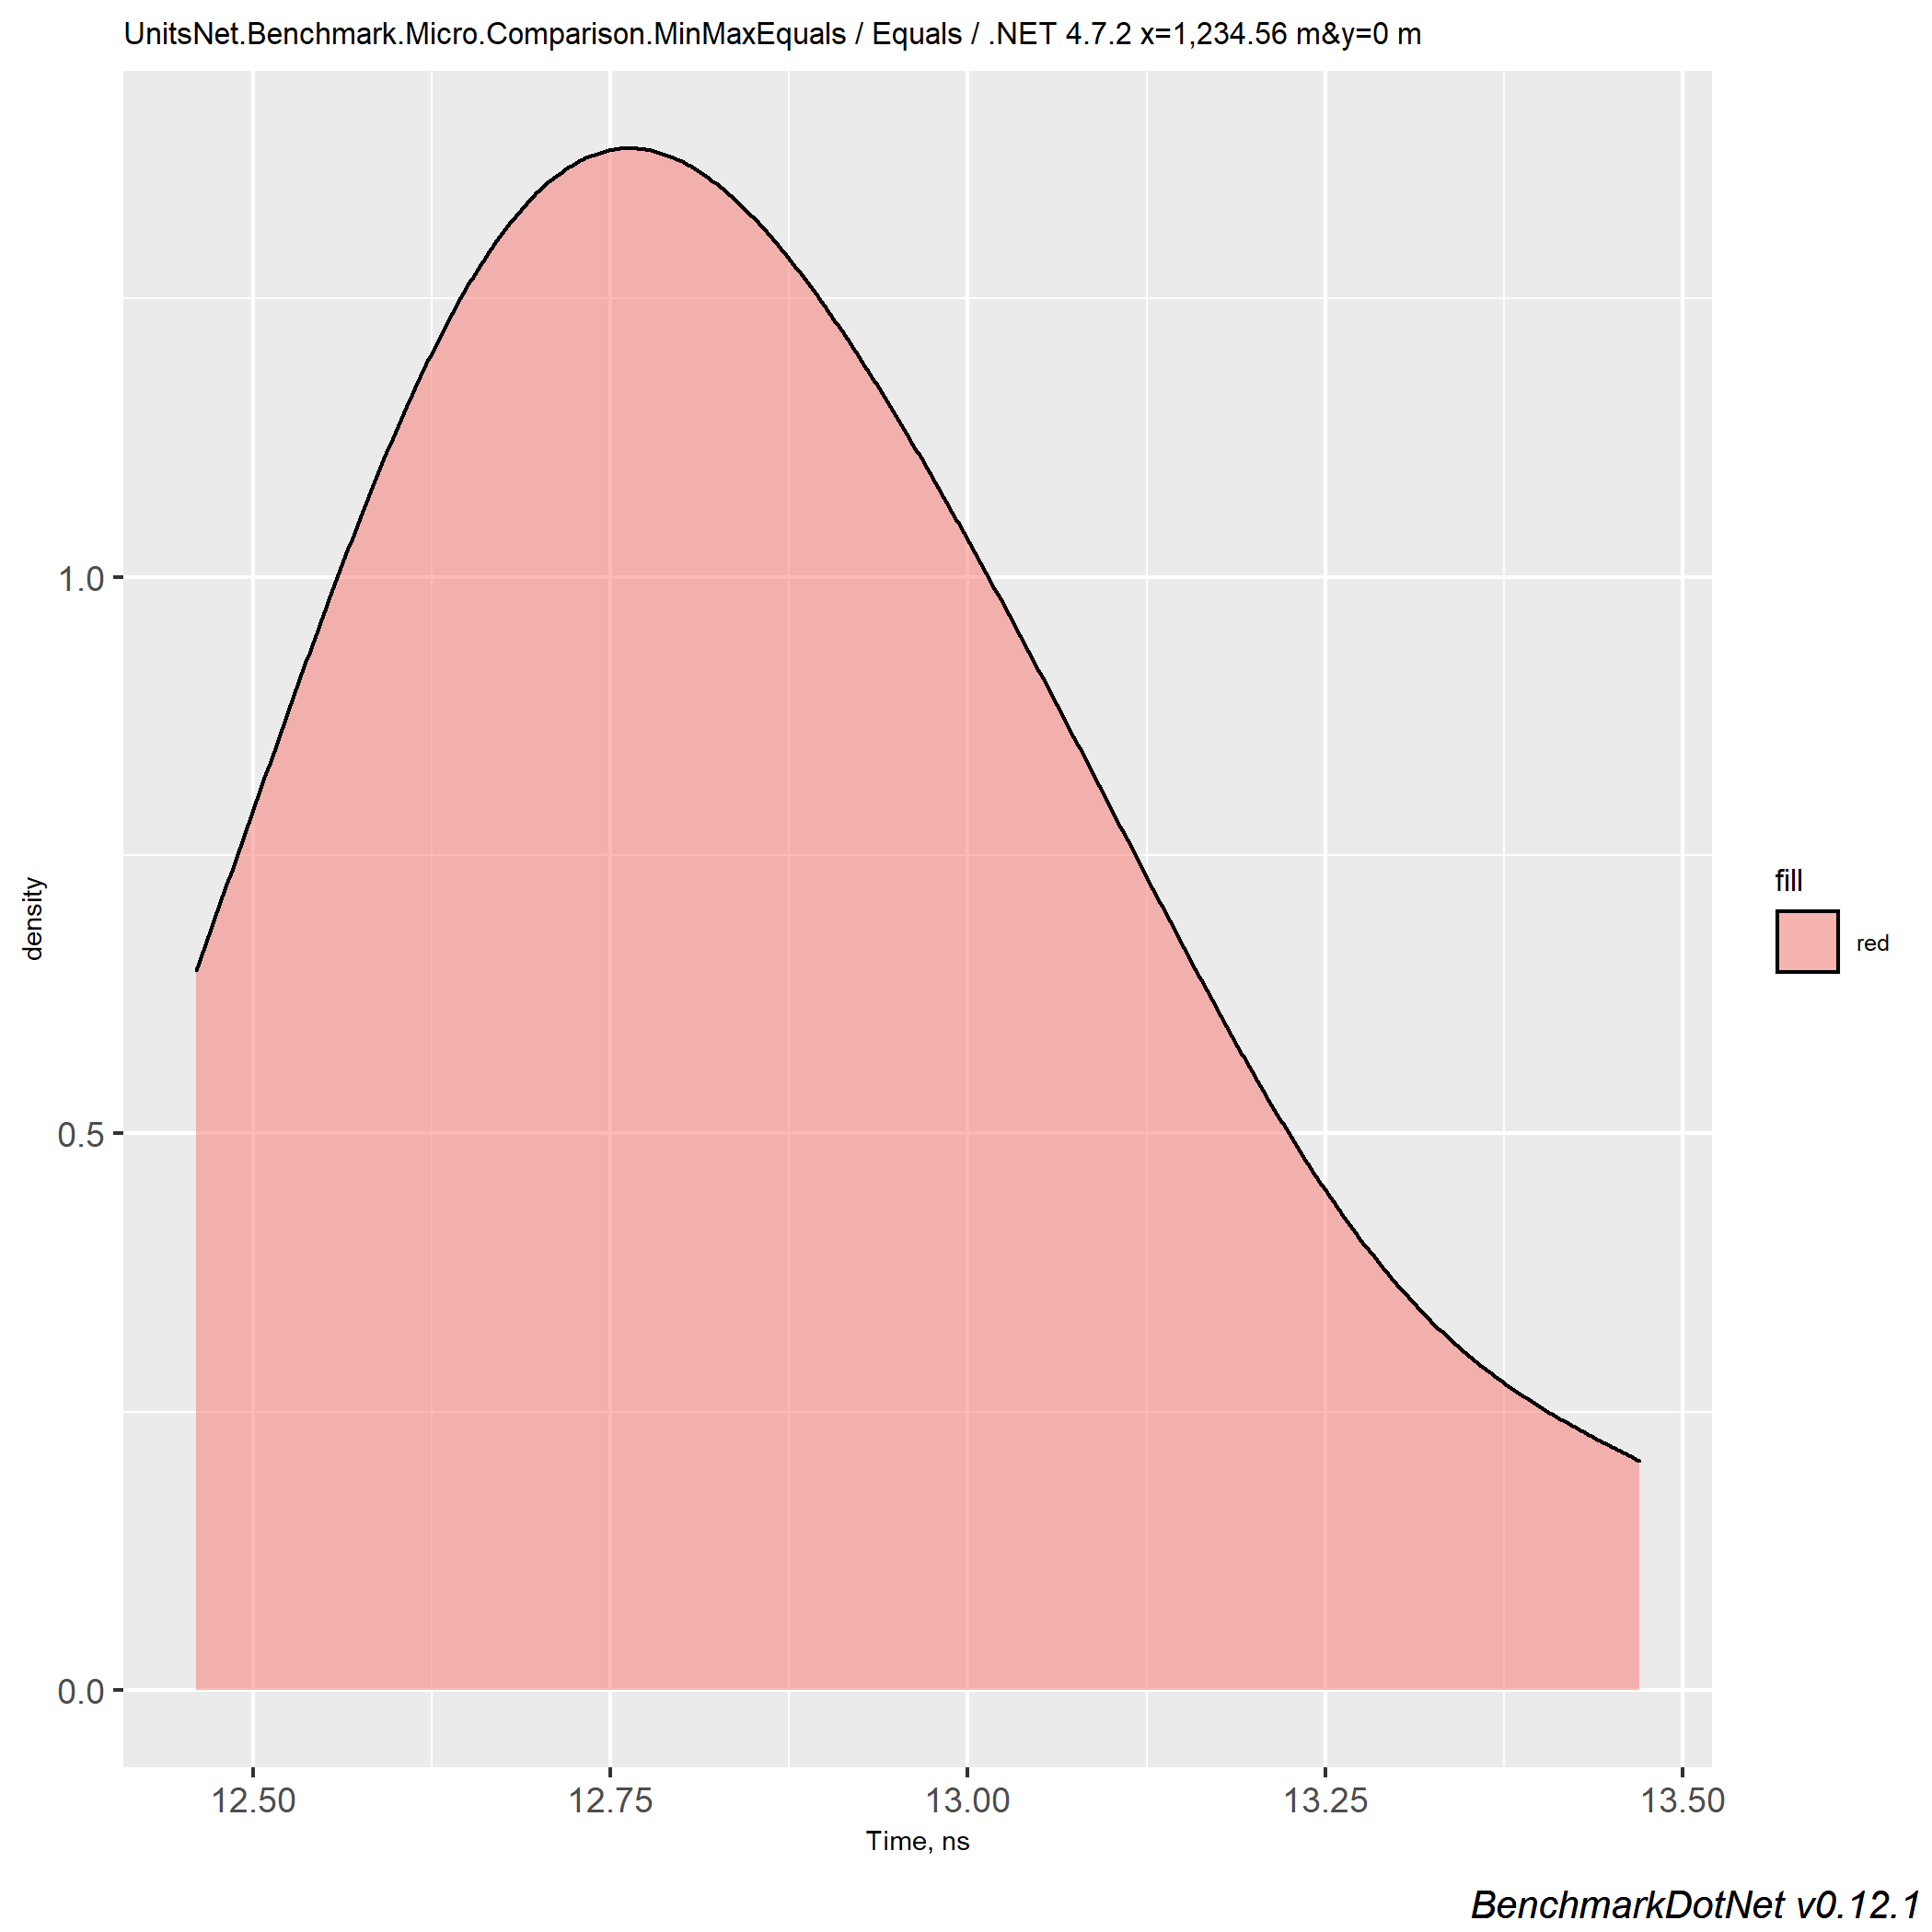 UnitsNet.Benchmark.Micro.Comparison.MinMaxEquals / Equals / .NET 4.7.2 x=1,234.56 m&y=0 m
density
1.0
0.5
0.0
12.50 12.75 13.00 13.25 13.50
Time, ns
fill
red
BenchmarkDotNet v0.12.1